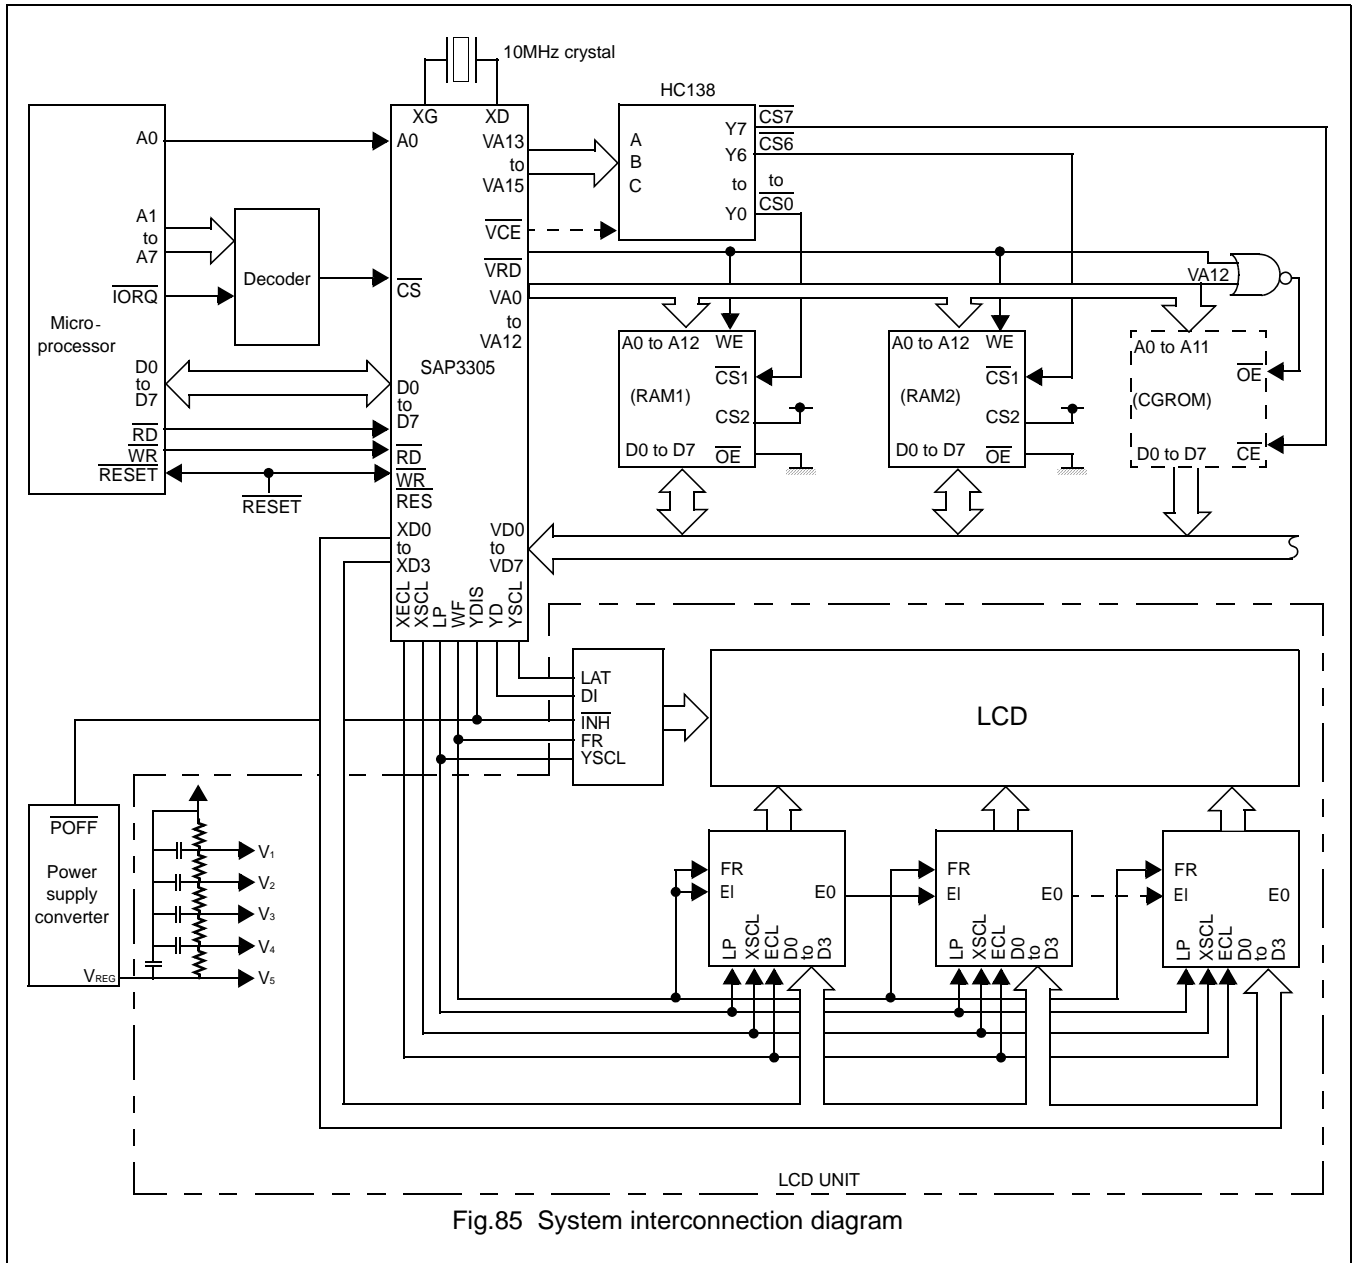 10MHz crystal
HC138
XG
XD
A0
A0
VA13
to
VA15
A
B
C
Y7
Y6
to
Y0
CS7
CS6
to
CS0
A1
to
A7
IORQ
Decoder
CS
VCE
VRD
VA0
to
VA12
VA12
Micro-
processor
SAP3305
D0
to
D7
D0
to
D7
RD
WR
RESET
RESET
RD
WR
RES
A0 to A12
WE
CS1
(RAM1)
CS2
D0 to D7
OE
A0 to A12
WE
CS1
(RAM2)
CS2
D0 to D7
OE
A0 to A11
OE
(CGROM)
D0 to D7
CE
XD0
to
XD3
VD0
to
VD7
XECL
XSCL
LP
WF
YDIS
YD
YSCL
LAT
DI
INH
FR
YSCL
LCD
POFF
Power
supply
converter
VREG
V1
V2
V3
V4
V5
FR
EI
E0
LP
XSCL
ECL
D0
to
D3
FR
EI
E0
LP
XSCL
ECL
D0
to
D3
FR
EI
E0
LP
XSCL
ECL
D0
to
D3
LCD UNIT
Fig.85 System interconnection diagram